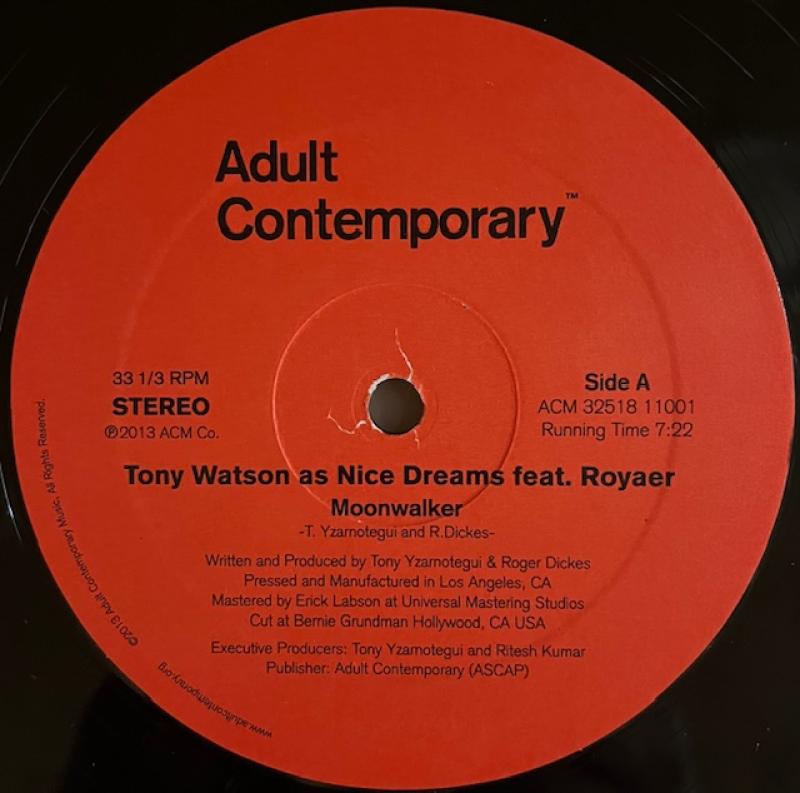 Adult
Contemporary™
33 1/3 RPM
STEREO
℗2013 ACM Co.
Side A
ACM 32518 11001
Running Time 7:22
Tony Watson as Nice Dreams feat. Royaer
Moonwalker
-T. Yzarnotegui and R.Dickes-
Written and Produced by Tony Yzarnotegui & Roger Dickes
Pressed and Manufactured in Los Angeles, CA
Mastered by Erick Labson at Universal Mastering Studios
Cut at Bernie Grundman Hollywood, CA USA
Executive Producers: Tony Yzarnotegui and Ritesh Kumar
Publisher: Adult Contemporary (ASCAP)
©2013 Adult Contemporary Music. All Rights Reserved.
www.adultcontemporary.org